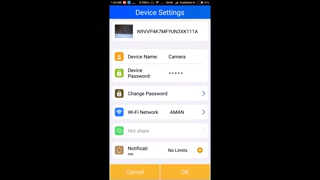 Device Settings
N9VVP4K7MFYUN3XK111A
Device Name: Camera
Device
Password: •••••
Change Password
Wi-Fi Network AMAN
Hot share
Notificati
on No Limits
Cancel OK